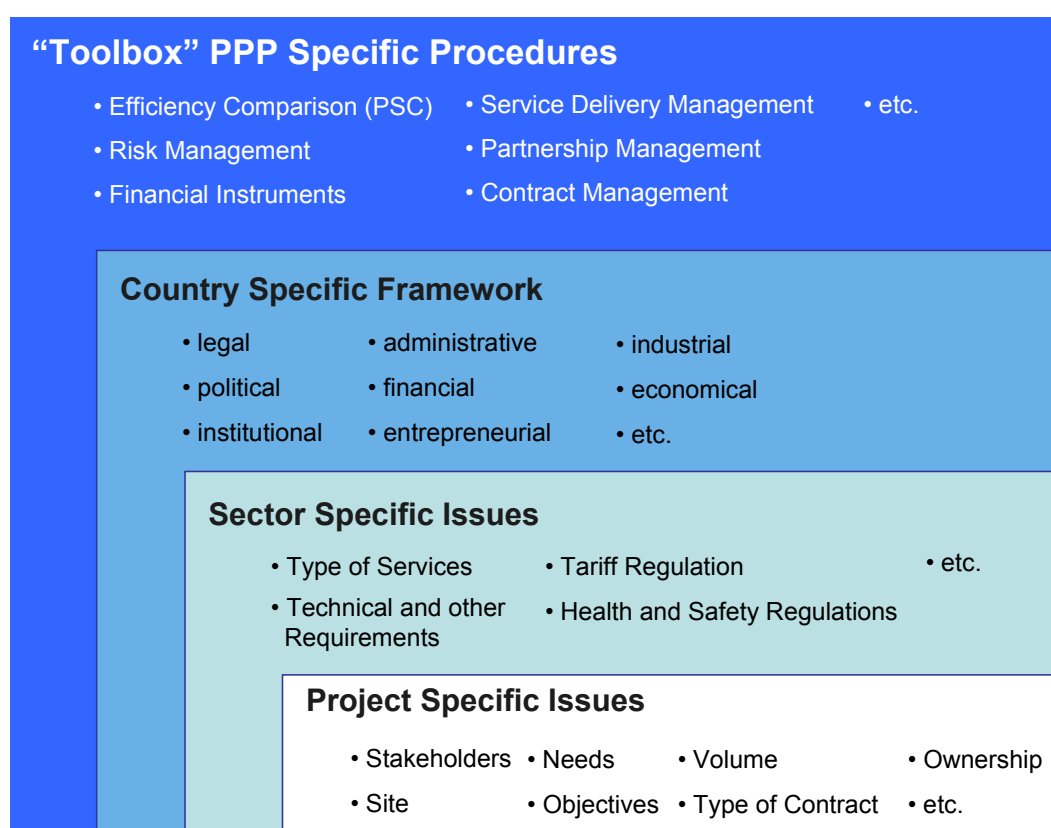 “Toolbox” PPP Specific Procedures
• Efficiency Comparison (PSC) • Service Delivery Management • etc.
• Risk Management • Partnership Management
• Financial Instruments • Contract Management
Country Specific Framework
• legal • administrative • industrial
• political • financial • economical
• institutional • entrepreneurial • etc.
Sector Specific Issues
• Type of Services • Tariff Regulation • etc.
• Technical and other • Health and Safety Regulations
Requirements
Project Specific Issues
• Stakeholders • Needs • Volume • Ownership
• Site • Objectives • Type of Contract • etc.